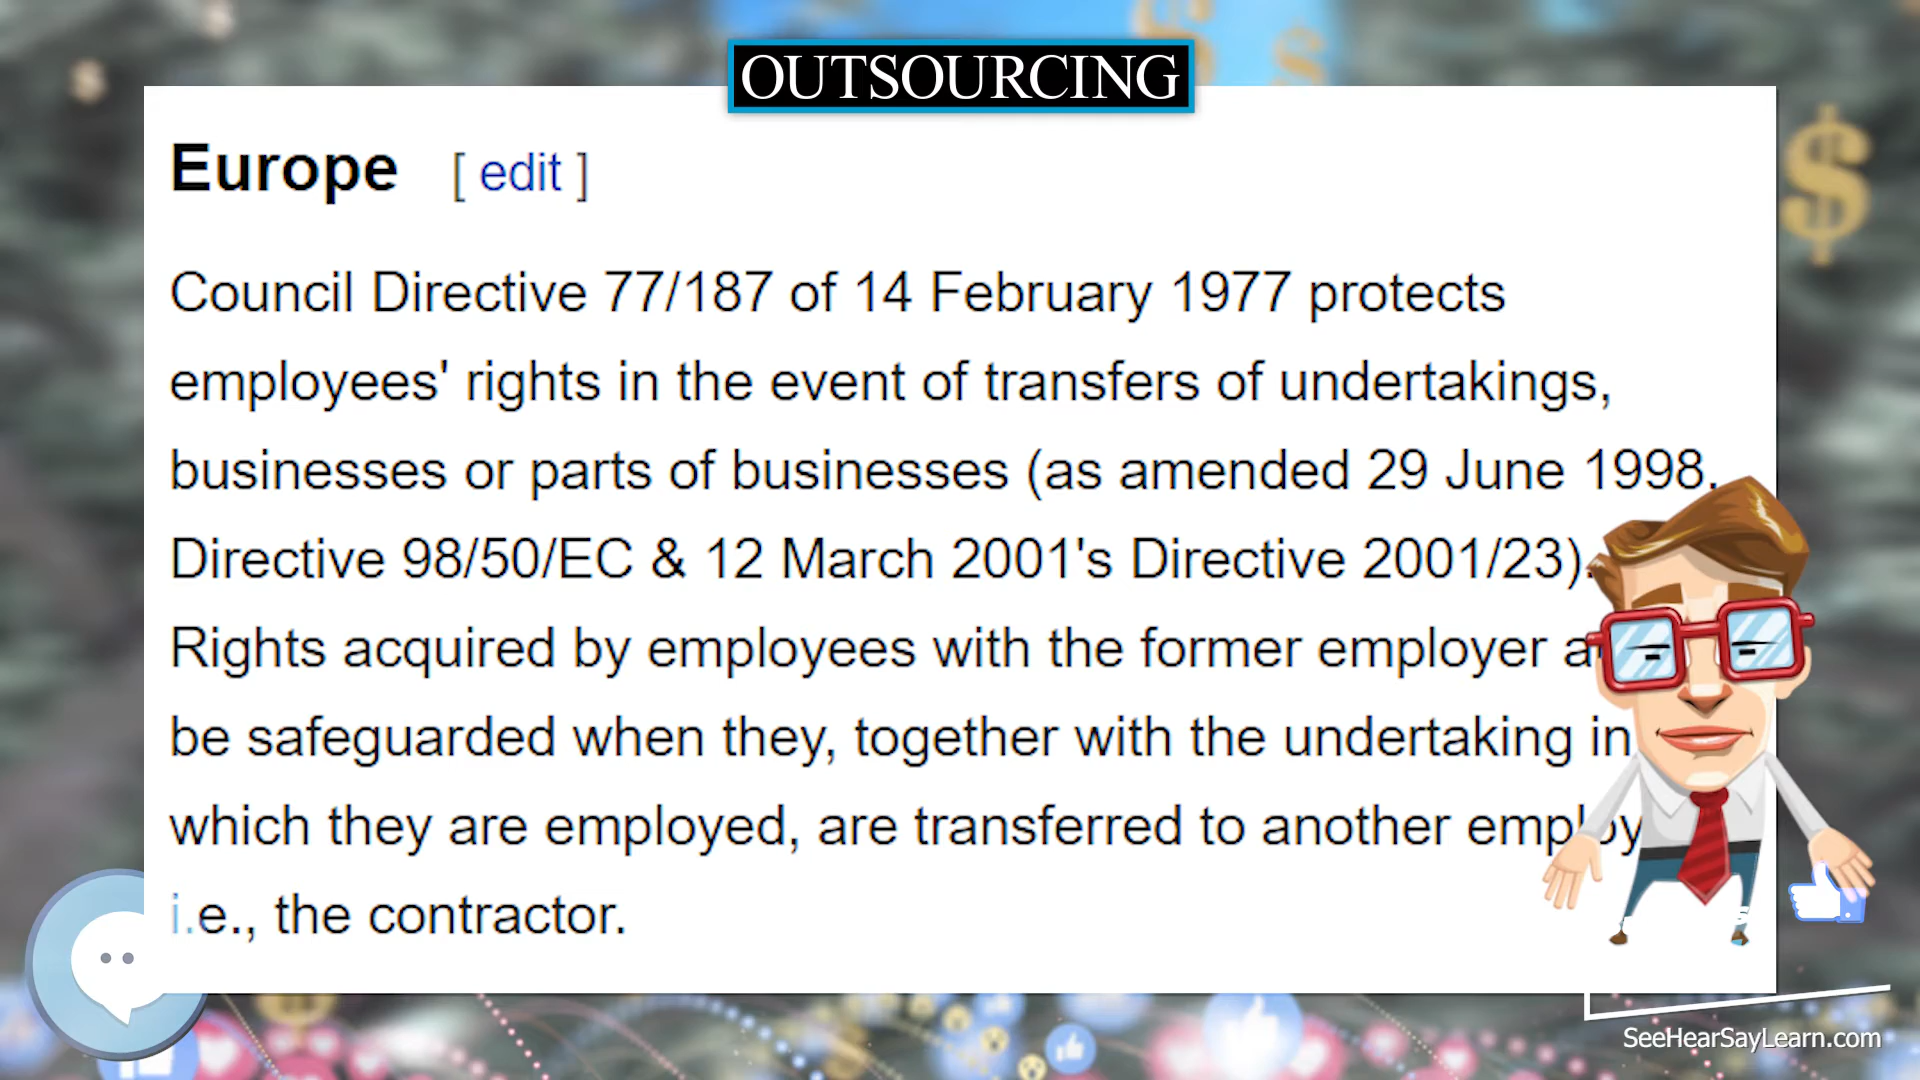 OUTSOURCING
Europe [ edit ]
Council Directive 77/187 of 14 February 1977 protects
employees' rights in the event of transfers of undertakings,
businesses or parts of businesses (as amended 29 June 1998,
Directive 98/50/EC & 12 March 2001's Directive 2001/23).
Rights acquired by employees with the former employer
be safeguarded when they, together with the undertaking in
which they are employed, are transferred to another
i.e., the contractor.
SeeHearSayLearn.com